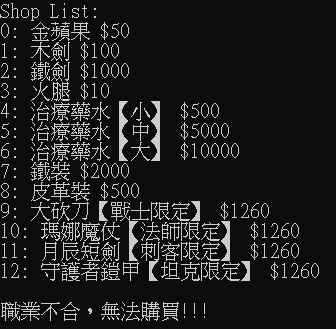 Shop List:
0: 金蘋果 $50
1: 木劍 $100
2: 鐵劍 $1000
3: 火腿 $10
4: 治療藥水【小】 $500
5: 治療藥水【中】 $5000
6: 治療藥水【大】 $10000
7: 鐵裝 $2000
8: 皮革裝 $500
9: 大砍刀【戰士限定】 $1260
10: 瑪娜魔仗【法師限定】 $1260
11: 月辰短劍【刺客限定】 $1260
12: 守護者鎧甲【坦克限定】 $1260
職業不合，無法購買!!!